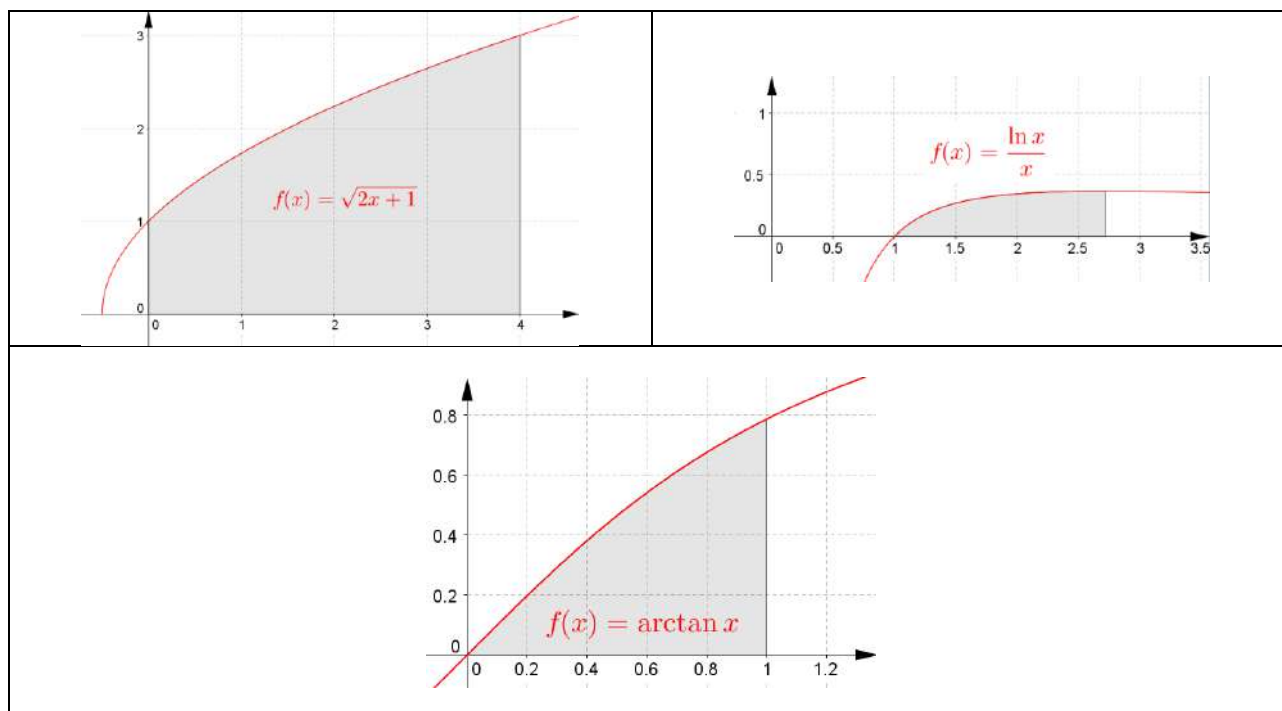 3
2
f(x) = √2x + 1
1
0
0 1 2 3 4
1
f(x) = ln x / x
0.5
0
0 0.5 1 1.5 2 2.5 3 3.5
0.8
0.6
0.4
0.2
f(x) = arctan x
0
0 0.2 0.4 0.6 0.8 1 1.2